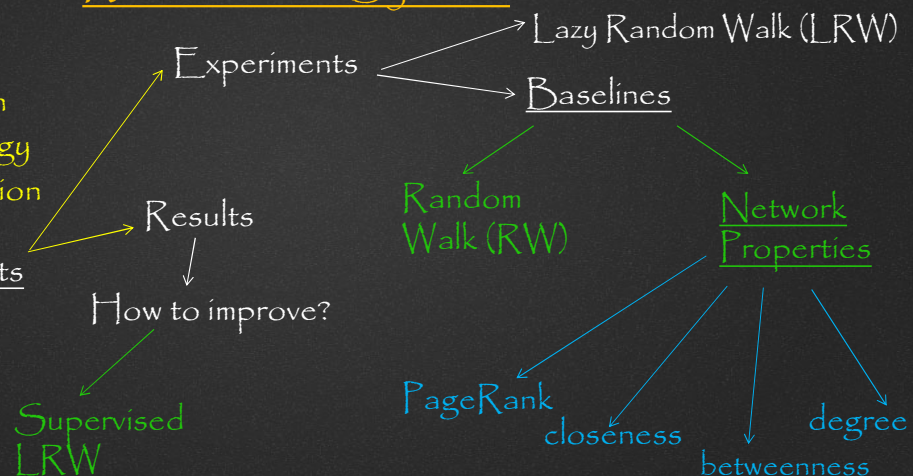 Lazy Random Walk (LRW)
Experiments
Baselines
Random
Walk (RW)
Network
Properties
Results
How to improve?
Supervised
LRW
PageRank
closeness
betweenness
degree